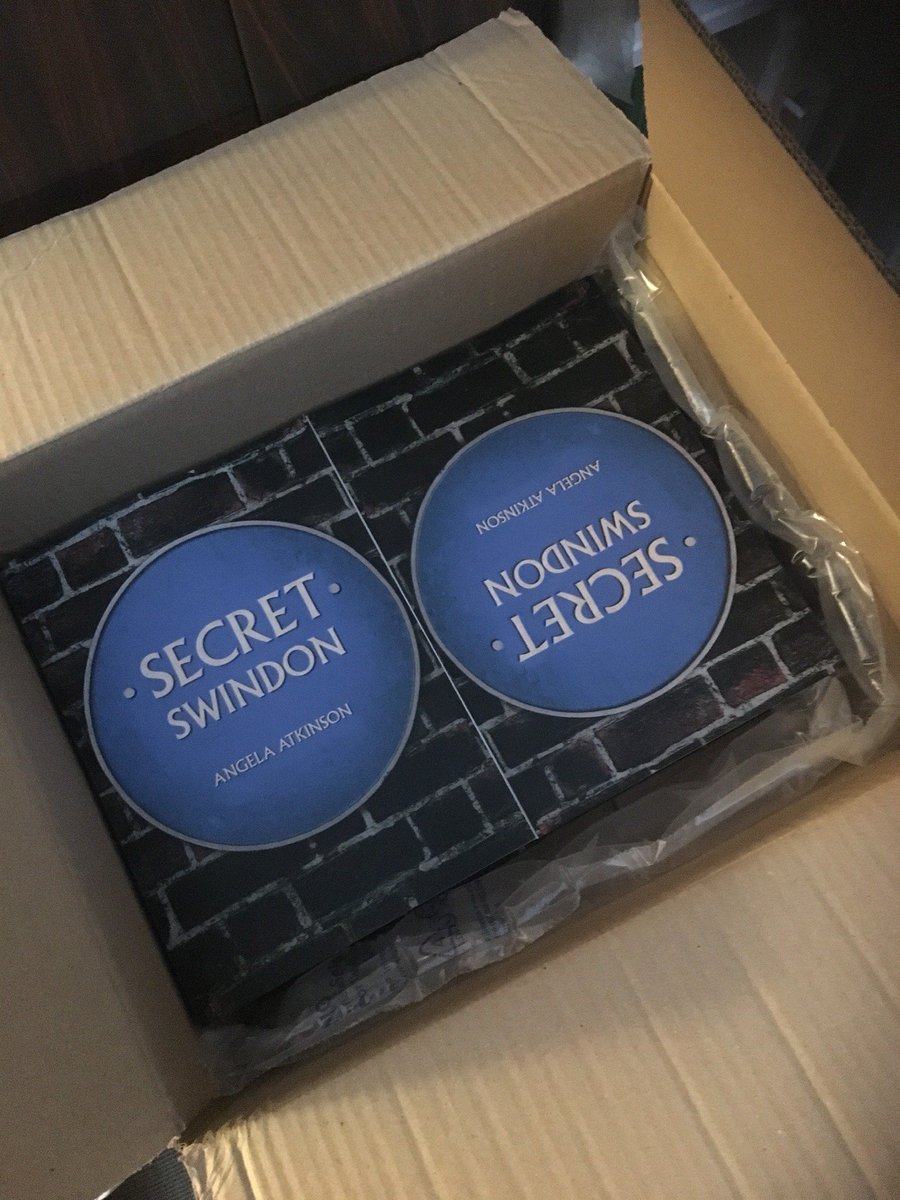 · SECRET ·
SWINDON
ANGELA ATKINSON
· SECRET ·
SWINDON
ANGELA ATKINSON